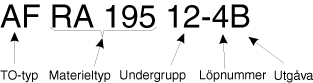 AF RA 195 12-4B
TO-typ Materieltyp Undergrupp Löpnummer Utgåva